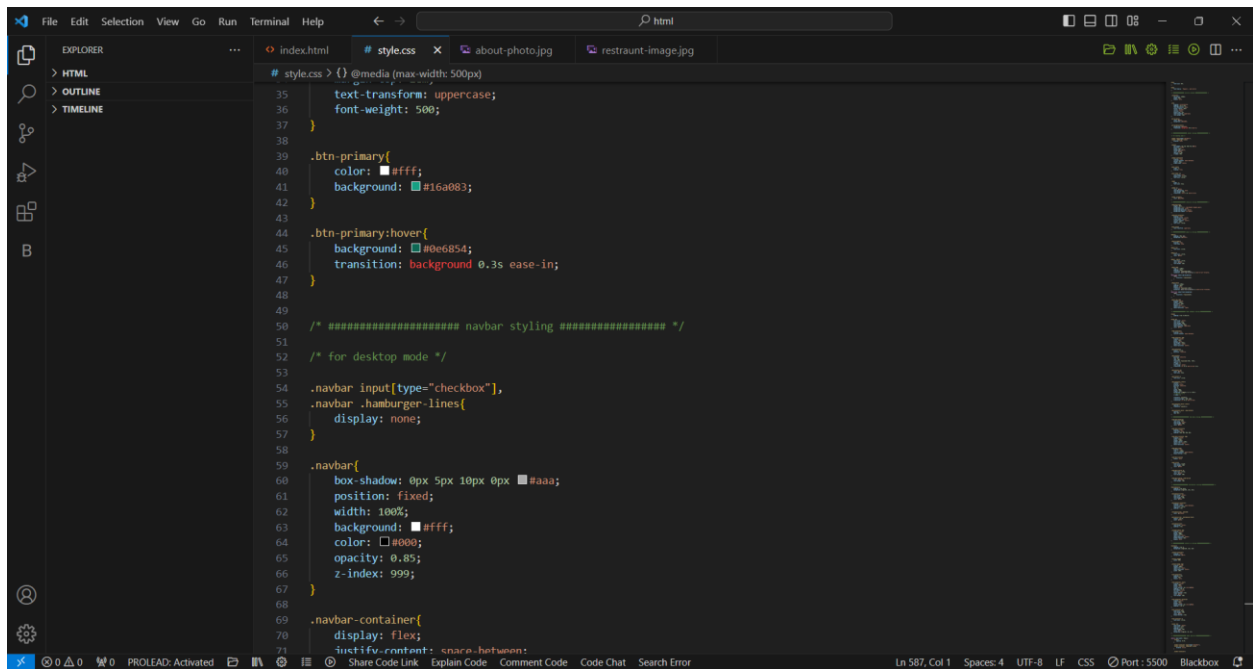 File Edit Selection View Go Run Terminal Help
html
EXPLORER
HTML
OUTLINE
TIMELINE
index.html # style.css about-photo.jpg restraunt-image.jpg
# style.css > {} @media (max-width: 500px)
35 text-transform: uppercase;
36 font-weight: 500;
37 }
38
39 .btn-primary{
40 color: #fff;
41 background: #16a083;
42 }
43
44 .btn-primary:hover{
45 background: #0e6854;
46 transition: background 0.3s ease-in;
47 }
48
49
50 /* ##################### navbar styling ################# */
51
52 /* for desktop mode */
53
54 .navbar input[type="checkbox"],
55 .navbar .hamburger-lines{
56 display: none;
57 }
58
59 .navbar{
60 box-shadow: 0px 5px 10px 0px #aaa;
61 position: fixed;
62 width: 100%;
63 background: #fff;
64 color: #000;
65 opacity: 0.85;
66 z-index: 999;
67 }
68
69 .navbar-container{
70 display: flex;
71 justify-content: space-between;
B
0 0 0 PROLEAD: Activated Share Code Link Explain Code Comment Code Code Chat Search Error Ln 587, Col 1 Spaces: 4 UTF-8 LF CSS Port : 5500 Blackbox